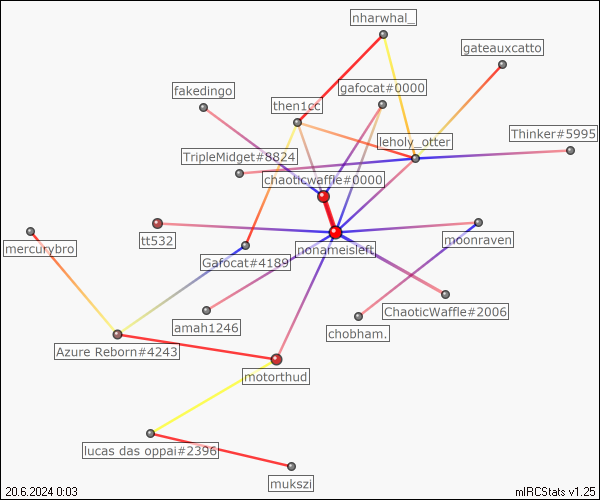 nharwhal_
gateauxcatto
fakedingo
gafocat#0000
then1cc
Thinker#5995
leholy_otter
TripleMidget#8824
chaoticwaffle#0000
tt532
mercurybro
nonameisleft
moonraven
Gafocat#4189
ChaoticWaffle#2006
amah1246
chobham.
Azure Reborn#4243
motorthud
lucas das oppai#2396
mukszi
20.6.2024 0:03
mIRCStats v1.25